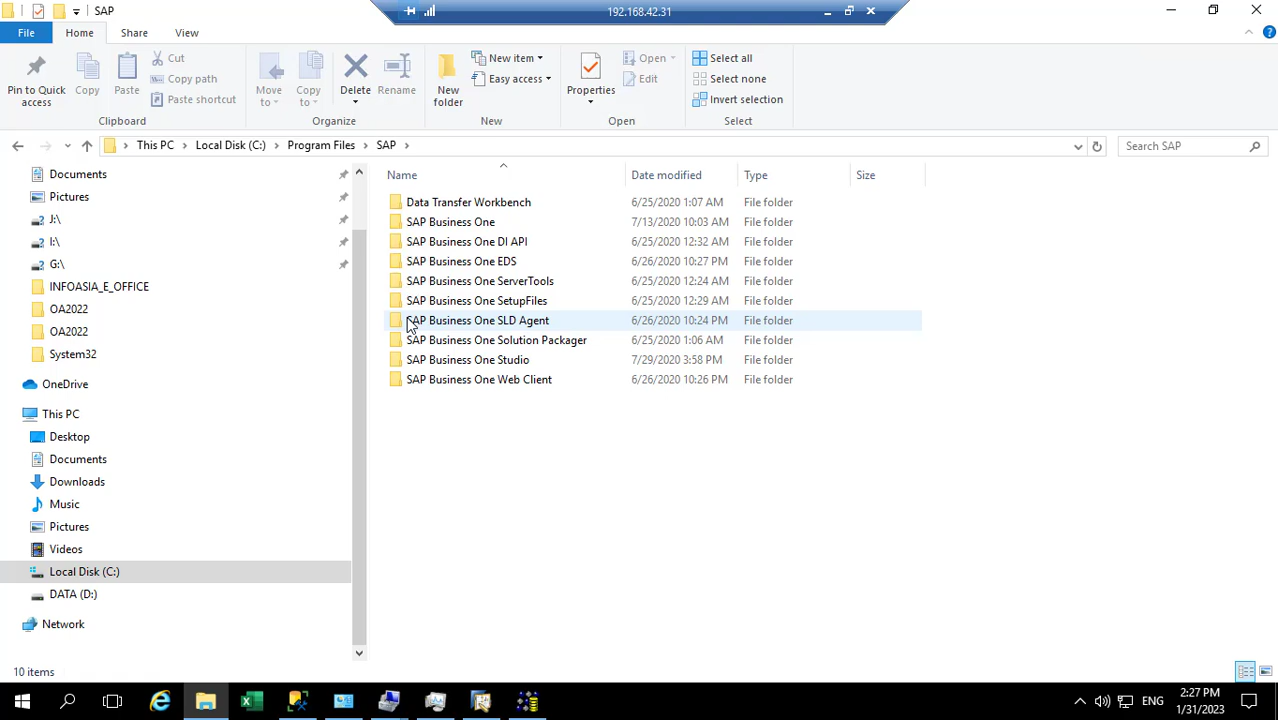 SAP
192.168.42.31
File Home Share View
Pin to Quick access
Copy
Paste
Cut
Copy path
Paste shortcut
Clipboard
Move to
Copy to
Delete
Rename
Organize
New folder
New item
Easy access
New
Properties
Open
Edit
Open
Select all
Select none
Invert selection
Select
This PC > Local Disk (C:) > Program Files > SAP >
Search SAP
Documents
Pictures
J:\
I:\
G:\
INFOASIA_E_OFFICE
OA2022
OA2022
System32
OneDrive
This PC
Desktop
Documents
Downloads
Music
Pictures
Videos
Local Disk (C:)
DATA (D:)
Network
Name Date modified Type Size
Data Transfer Workbench 6/25/2020 1:07 AM File folder
SAP Business One 7/13/2020 10:03 AM File folder
SAP Business One DI API 6/25/2020 12:32 AM File folder
SAP Business One EDS 6/26/2020 10:27 PM File folder
SAP Business One ServerTools 6/25/2020 12:24 AM File folder
SAP Business One SetupFiles 6/25/2020 12:29 AM File folder
SAP Business One SLD Agent 6/26/2020 10:24 PM File folder
SAP Business One Solution Packager 6/25/2020 1:06 AM File folder
SAP Business One Studio 7/29/2020 3:58 PM File folder
SAP Business One Web Client 6/26/2020 10:26 PM File folder
10 items
ENG
2:27 PM
1/31/2023